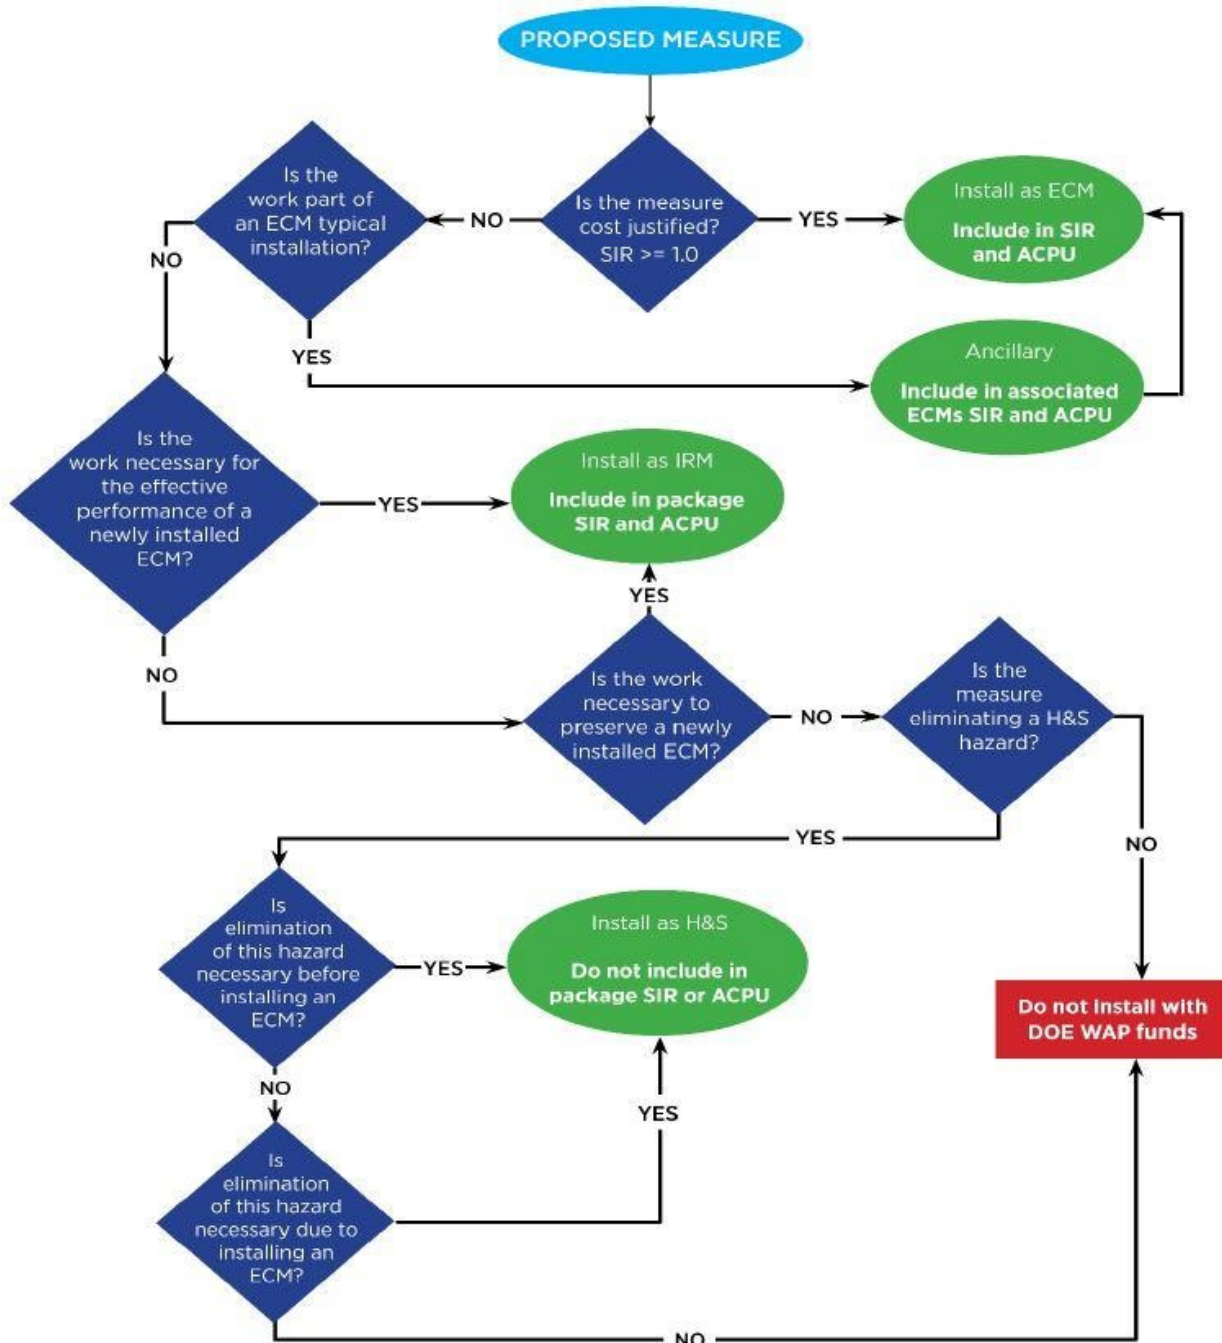 PROPOSED MEASURE
Is the measure
cost justified?
SIR >= 1.0
YES
Install as ECM
Include in SIR
and ACPU
NO
Is the
work part of
an ECM typical
installation?
YES
Ancillary
Include in associated
ECMs SIR and ACPU
NO
Is the
work necessary for
the effective
performance of a
newly installed
ECM?
YES
Install as IRM
Include in package
SIR and ACPU
NO
Is the work
necessary to
preserve a newly
installed ECM?
YES
NO
Is the
measure
eliminating a H&S
hazard?
NO
Do not Install with
DOE WAP funds
YES
Is
elimination
of this hazard
necessary before
installing an
ECM?
YES
Install as H&S
Do not include in
package SIR or ACPU
NO
Is
elimination
of this hazard
necessary due to
installing an
ECM?
YES
NO